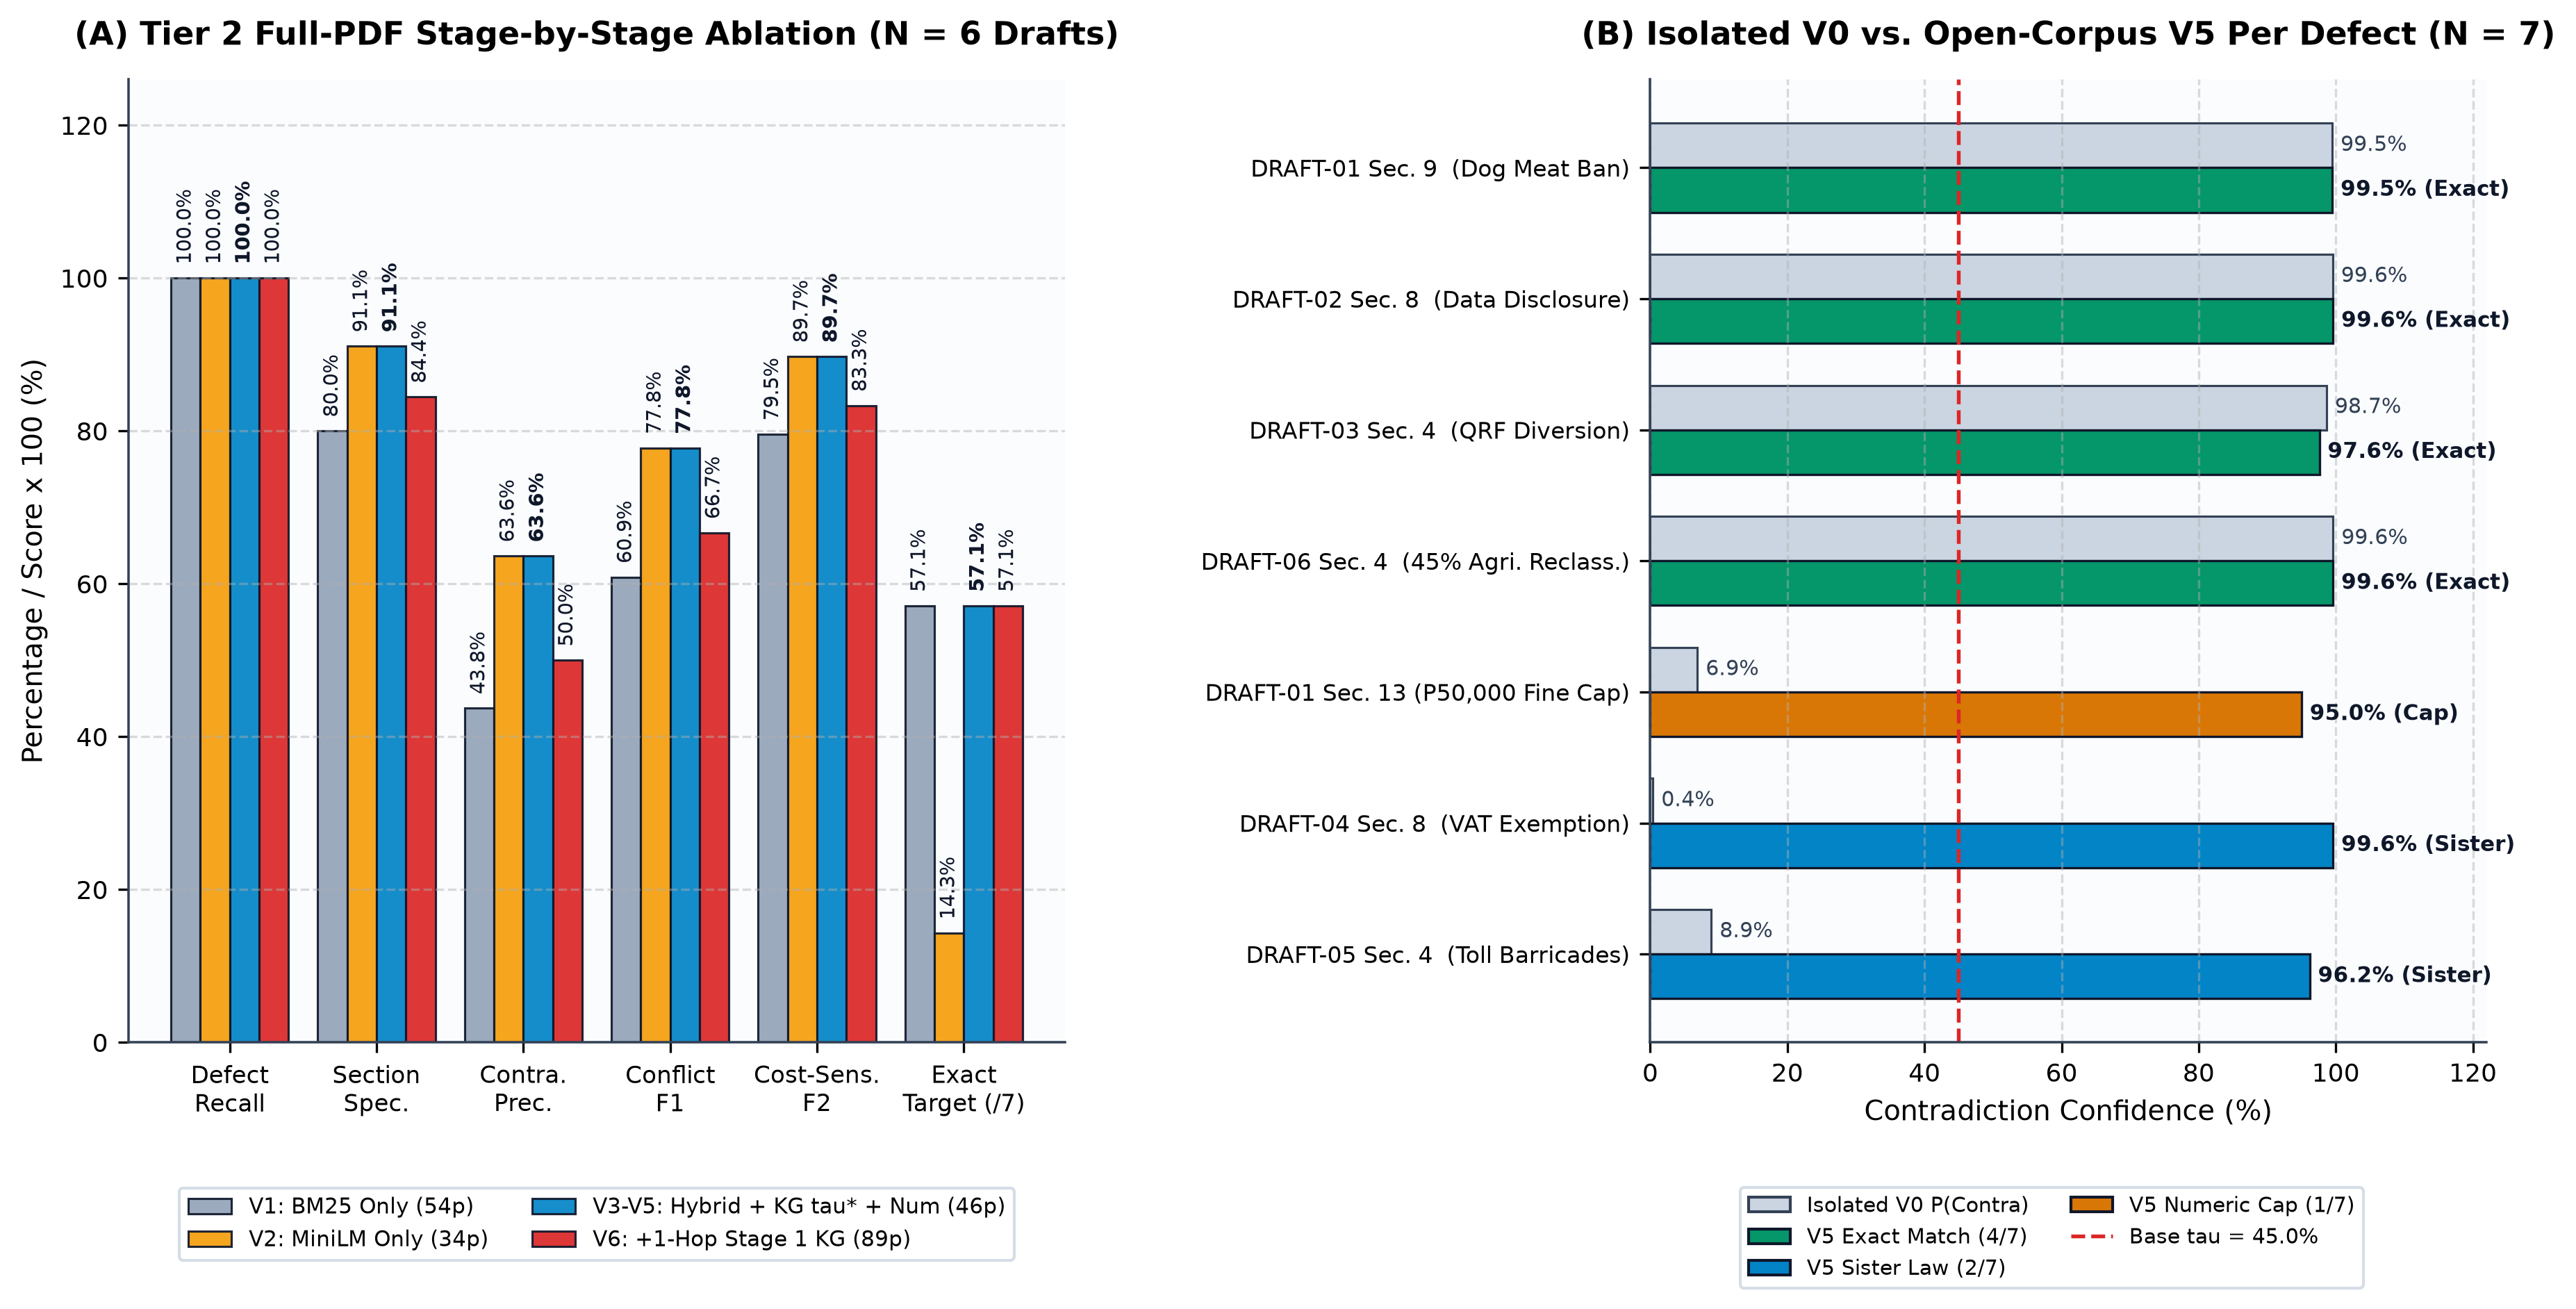 (A) Tier 2 Full-PDF Stage-by-Stage Ablation (N = 6 Drafts)
Percentage / Score x 100 (%)
120
100
80
60
40
20
0
100.0%
100.0%
100.0%
100.0%
80.0%
91.1%
91.1%
84.4%
43.8%
63.6%
63.6%
50.0%
60.9%
77.8%
77.8%
66.7%
79.5%
89.7%
89.7%
83.3%
57.1%
14.3%
57.1%
57.1%
Defect
Recall
Section
Spec.
Contra.
Prec.
Conflict
F1
Cost-Sens.
F2
Exact
Target (/7)
V1: BM25 Only (54p)
V2: MiniLM Only (34p)
V3-V5: Hybrid + KG tau* + Num (46p)
V6: +1-Hop Stage 1 KG (89p)
(B) Isolated V0 vs. Open-Corpus V5 Per Defect (N = 7)
DRAFT-01 Sec. 9 (Dog Meat Ban)
99.5%
99.5% (Exact)
DRAFT-02 Sec. 8 (Data Disclosure)
99.6%
99.6% (Exact)
DRAFT-03 Sec. 4 (QRF Diversion)
98.7%
97.6% (Exact)
DRAFT-06 Sec. 4 (45% Agri. Reclass.)
99.6%
99.6% (Exact)
DRAFT-01 Sec. 13 (P50,000 Fine Cap)
6.9%
95.0% (Cap)
DRAFT-04 Sec. 8 (VAT Exemption)
0.4%
99.6% (Sister)
DRAFT-05 Sec. 4 (Toll Barricades)
8.9%
96.2% (Sister)
0 20 40 60 80 100 120
Contradiction Confidence (%)
Isolated V0 P(Contra)
V5 Exact Match (4/7)
V5 Sister Law (2/7)
V5 Numeric Cap (1/7)
Base tau = 45.0%